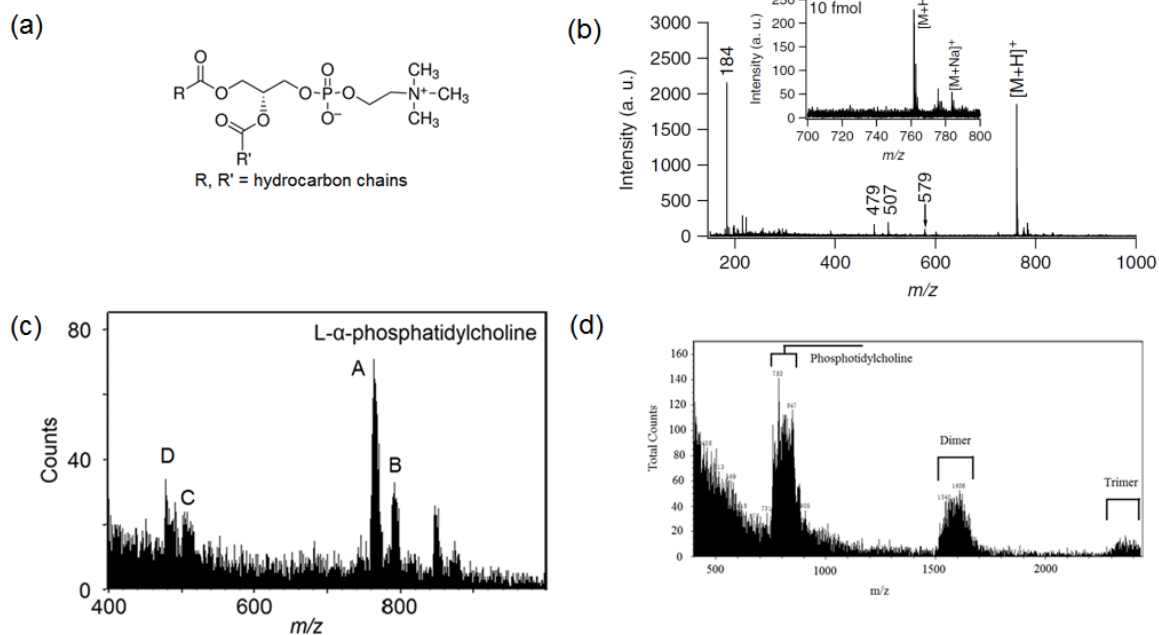 (a)
O
R
O
O
R'
O
O
P
O
O⁻
N⁺
CH₃
CH₃
CH₃
R, R' = hydrocarbon chains
(b)
Intensity (a. u.)
3000
2500
2000
1500
1000
500
0
184
479
507
579
[M+H]⁺
200
400
600
800
1000
m/z
10 fmol
Intensity (a. u.)
250
200
150
100
50
0
[M+H
[M+Na]⁺
700
720
740
760
780
800
m/z
(c)
L-α-phosphatidylcholine
Counts
80
40
0
A
B
C
D
400
600
800
m/z
(d)
Phosphotidylcholine
Dimer
Trimer
Total Counts
160
140
120
100
80
60
40
20
0
500
1000
1500
2000
m/z